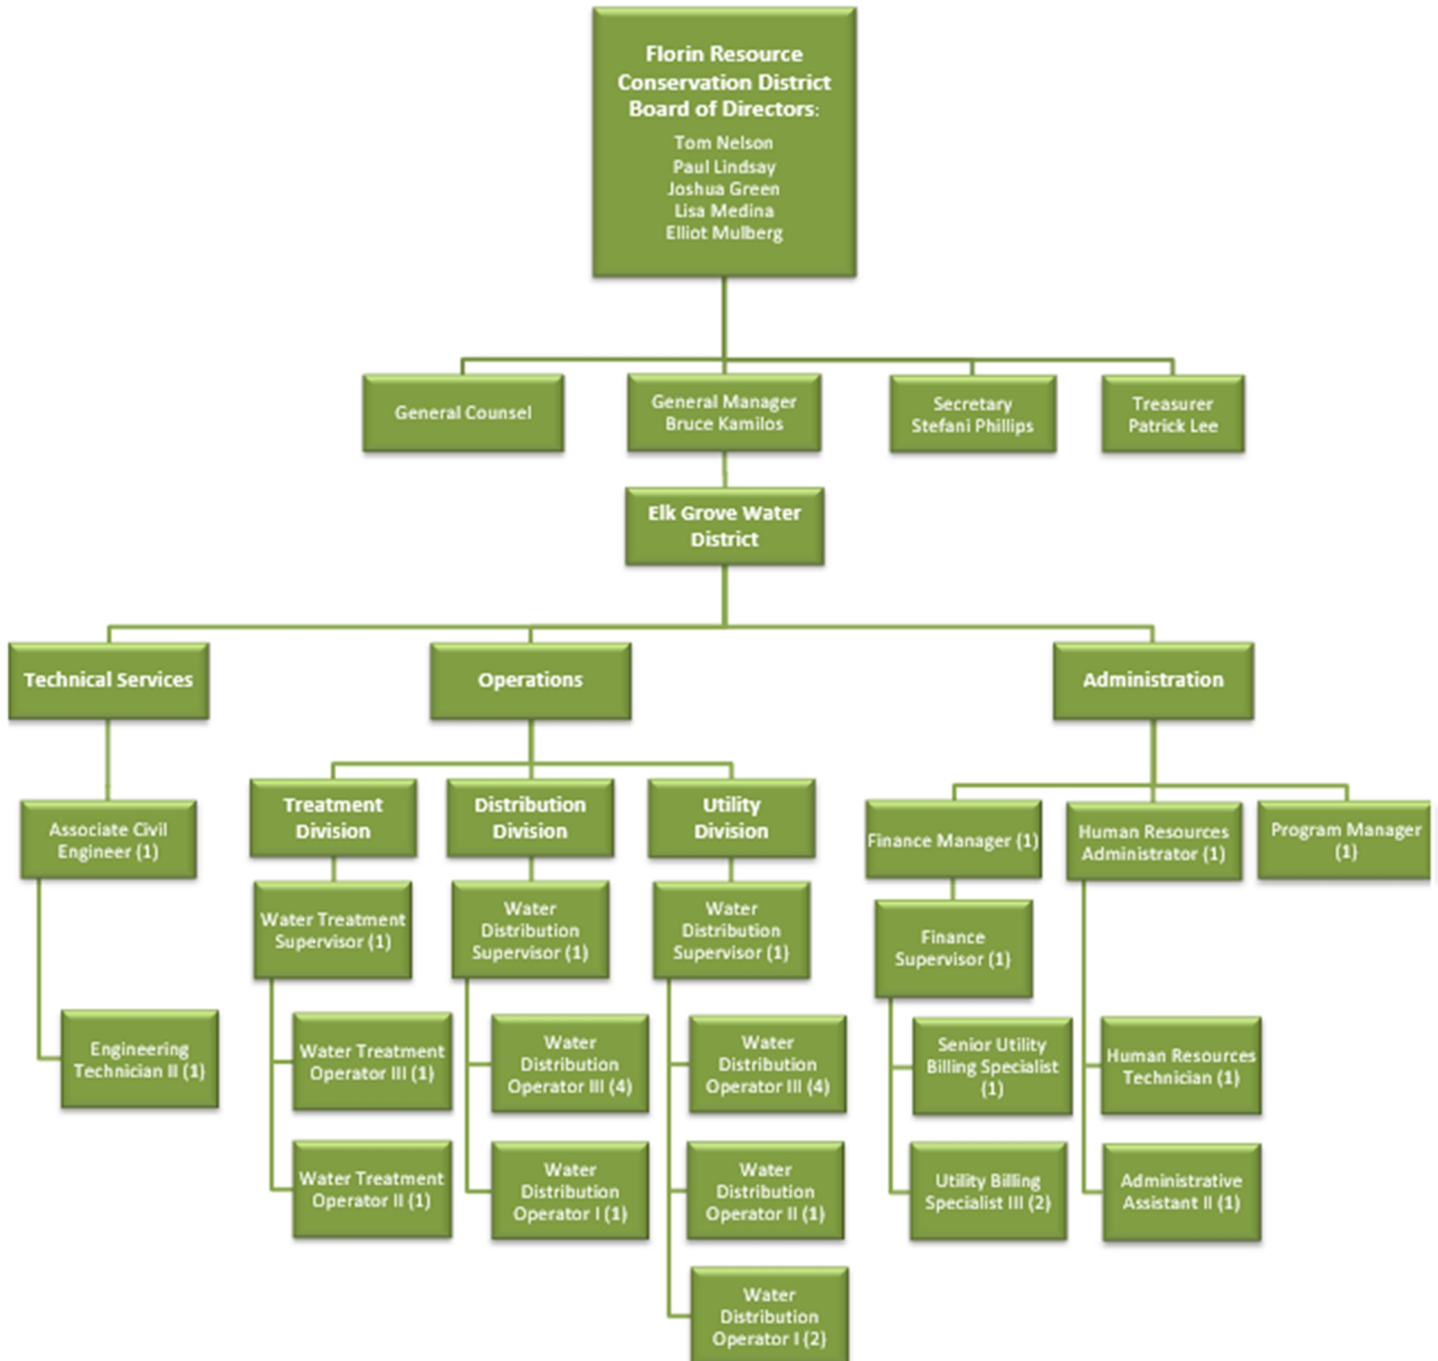 Florin Resource
Conservation District
Board of Directors:
Tom Nelson
Paul Lindsay
Joshua Green
Lisa Medina
Elliot Mulberg
General Counsel
General Manager
Bruce Kamilos
Secretary
Stefani Phillips
Treasurer
Patrick Lee
Elk Grove Water
District
Technical Services
Operations
Administration
Associate Civil
Engineer (1)
Engineering
Technician II (1)
Treatment
Division
Water Treatment
Supervisor (1)
Water Treatment
Operator III (1)
Water Treatment
Operator II (1)
Distribution
Division
Water
Distribution
Supervisor (1)
Water
Distribution
Operator III (4)
Water
Distribution
Operator I (1)
Utility
Division
Water
Distribution
Supervisor (1)
Water
Distribution
Operator III (4)
Water
Distribution
Operator II (1)
Water
Distribution
Operator I (2)
Finance Manager (1)
Finance
Supervisor (1)
Senior Utility
Billing Specialist
(1)
Utility Billing
Specialist III (2)
Human Resources
Administrator (1)
Human Resources
Technician (1)
Administrative
Assistant II (1)
Program Manager
(1)